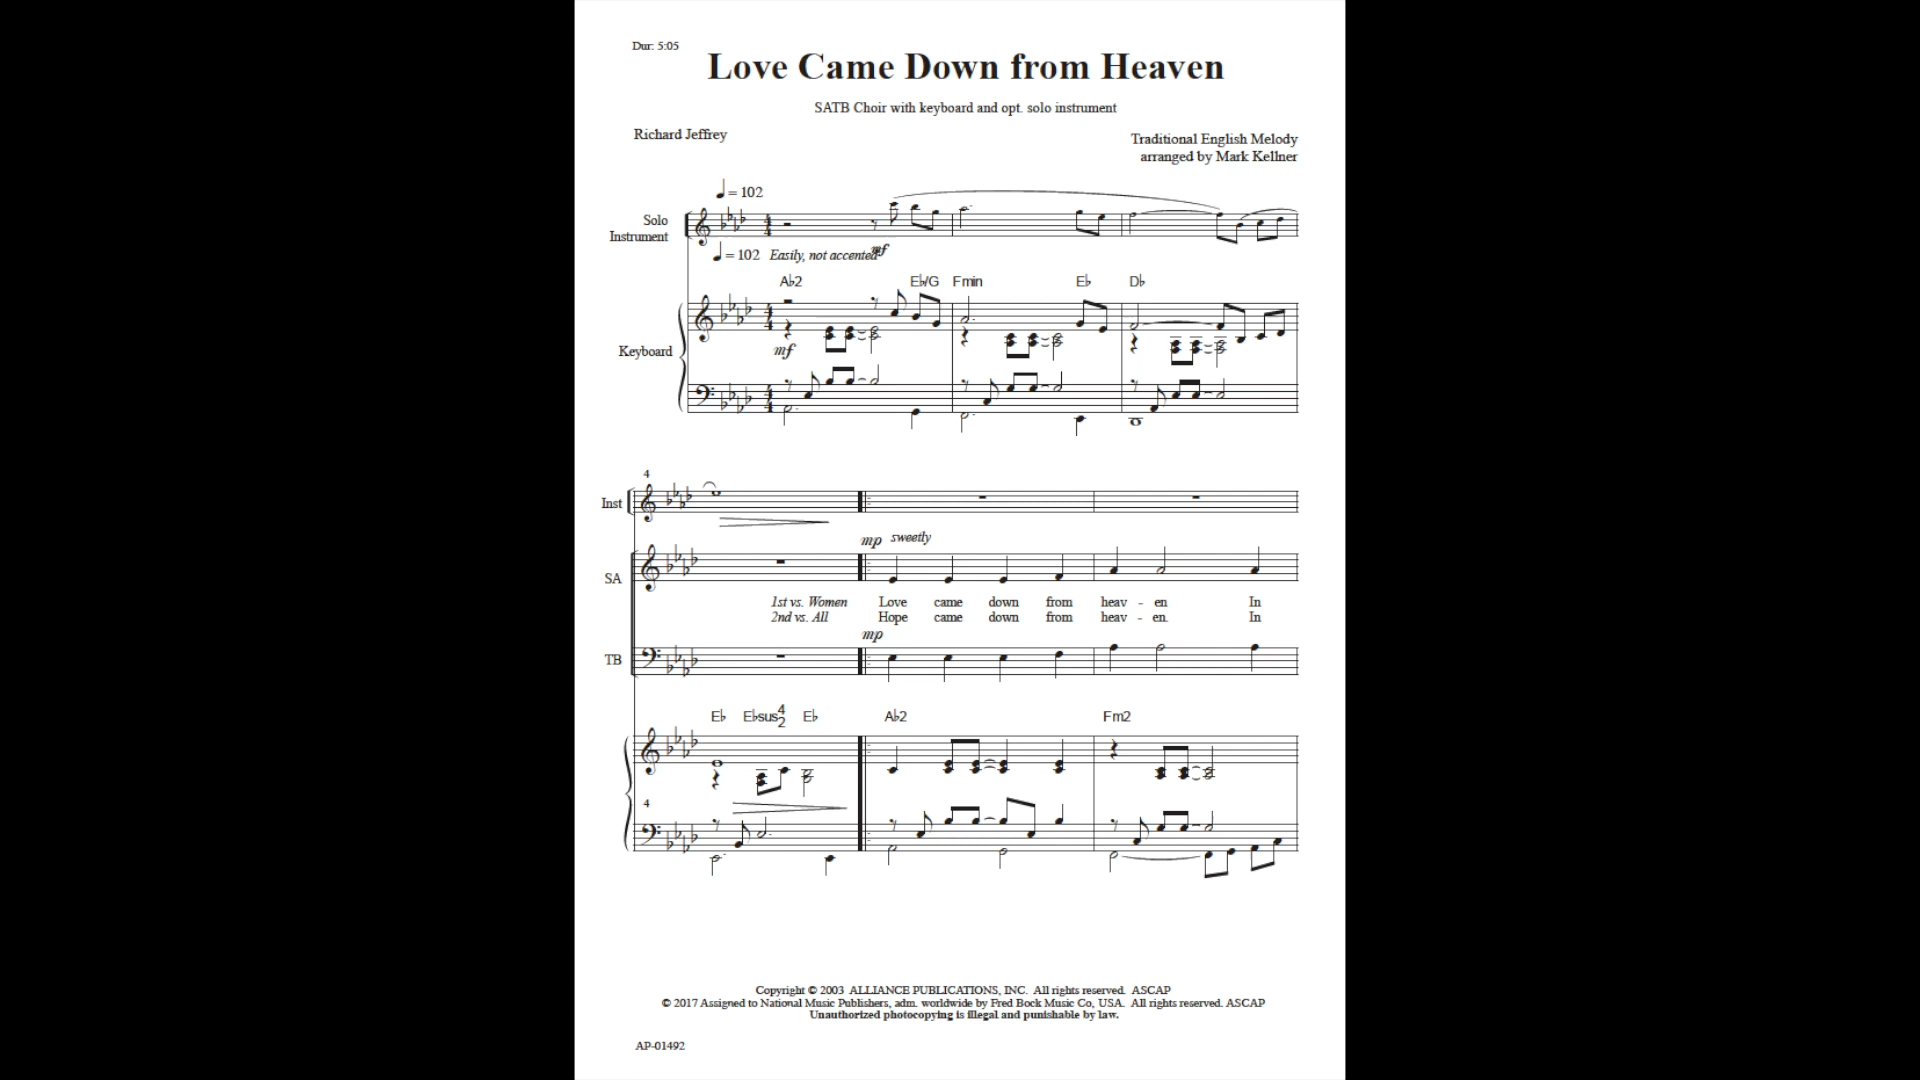 Dur: 5:05
Love Came Down from Heaven
SATB Choir with keyboard and opt. solo instrument
Richard Jeffrey
Traditional English Melody
arranged by Mark Kellner
= 102
Solo
Instrument
= 102 Easily, not accented
mf
A♭2 E♭/G Fmin E♭ D♭
Keyboard
mf
4
Inst
mp sweetly
SA
1st vs. Women Love came down from heav - en In
2nd vs. All Hope came down from heav - en. In
mp
TB
E♭ E♭sus4/2 E♭ A♭2 Fm2
4
Copyright © 2003 ALLIANCE PUBLICATIONS, INC. All rights reserved. ASCAP
© 2017 Assigned to National Music Publishers, adm. worldwide by Fred Bock Music Co, USA. All rights reserved. ASCAP
Unauthorized photocopying is illegal and punishable by law.
AP-01492